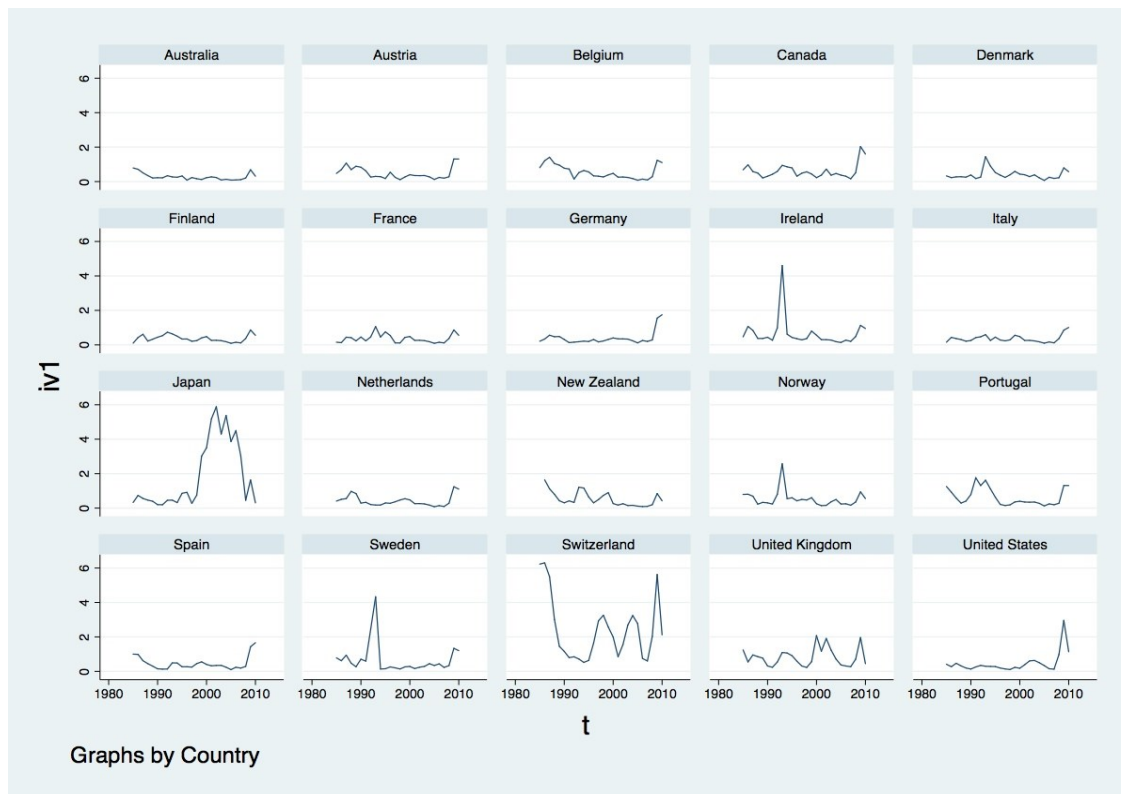 Australia Austria Belgium Canada Denmark
6
4
2
0
Finland France Germany Ireland Italy
6
4
2
0
iv1
Japan Netherlands New Zealand Norway Portugal
6
4
2
0
Spain Sweden Switzerland United Kingdom United States
6
4
2
0
1980 1990 2000 2010 1980 1990 2000 2010 1980 1990 2000 2010 1980 1990 2000 2010 1980 1990 2000 2010
t
Graphs by Country